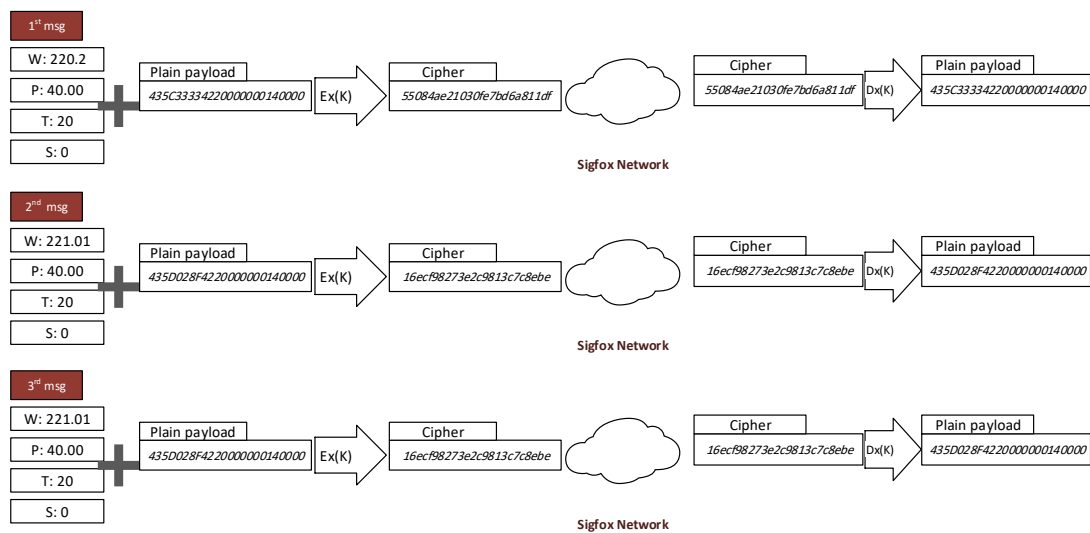 1st msg
W: 220.2
P: 40.00
T: 20
S: 0
Plain payload
435C33334220000000140000
Ex(K)
Cipher
55084ae21030fe7bd6a811df
Sigfox Network
Cipher
55084ae21030fe7bd6a811df
Dx(K)
Plain payload
435C33334220000000140000
2nd msg
W: 221.01
P: 40.00
T: 20
S: 0
Plain payload
435D028F4220000000140000
Ex(K)
Cipher
16ecf98273e2c9813c7c8ebe
Sigfox Network
Cipher
16ecf98273e2c9813c7c8ebe
Dx(K)
Plain payload
435D028F4220000000140000
3rd msg
W: 221.01
P: 40.00
T: 20
S: 0
Plain payload
435D028F4220000000140000
Ex(K)
Cipher
16ecf98273e2c9813c7c8ebe
Sigfox Network
Cipher
16ecf98273e2c9813c7c8ebe
Dx(K)
Plain payload
435D028F4220000000140000